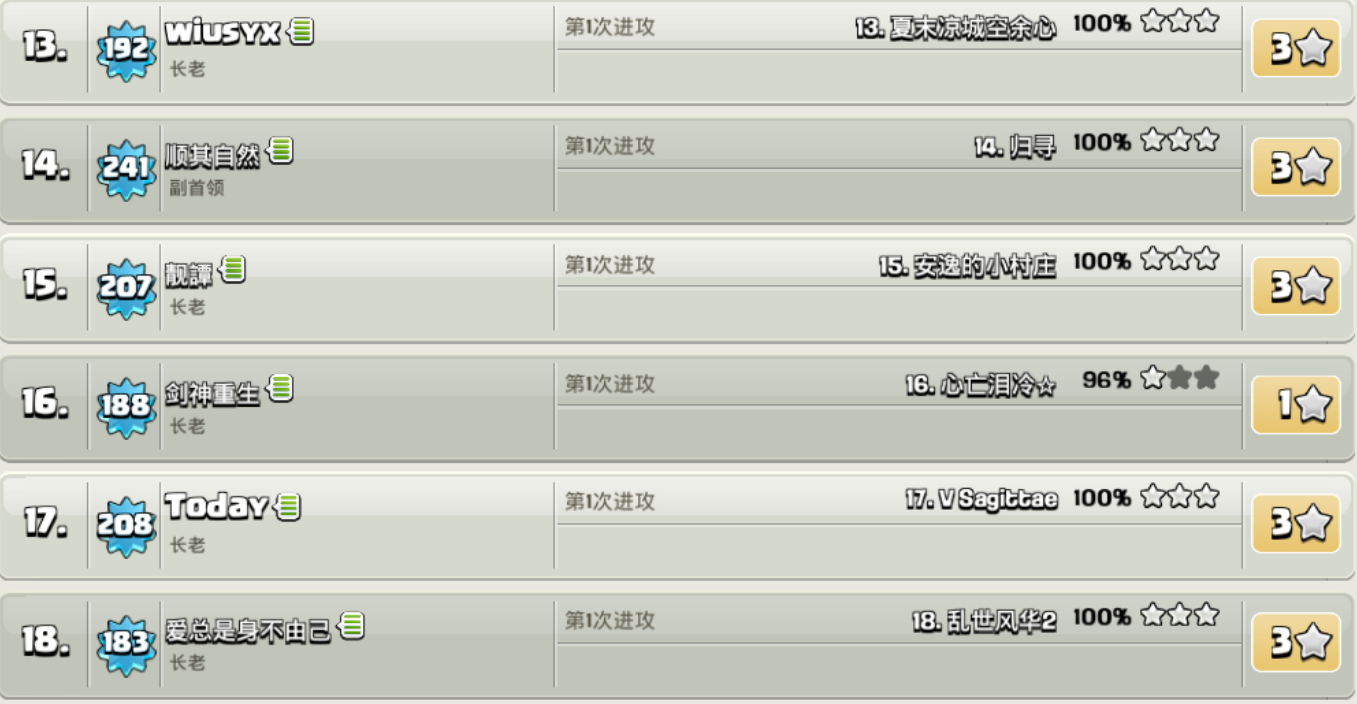 13. 192 wiusyx 第1次进攻 13. 夏末凉城空余心 100% 3
长老
14. 241 顺其自然 第1次进攻 14. 归寻 100% 3
副首领
15. 207 靓譚 第1次进攻 15. 安逸的小村庄 100% 3
长老
16. 188 剑神重生 第1次进攻 16. 心亡泪冷☆ 96% 1
长老
17. 208 Today 第1次进攻 17. V Sagittae 100% 3
长老
18. 183 爱总是身不由己 第1次进攻 18. 乱世风华2 100% 3
长老